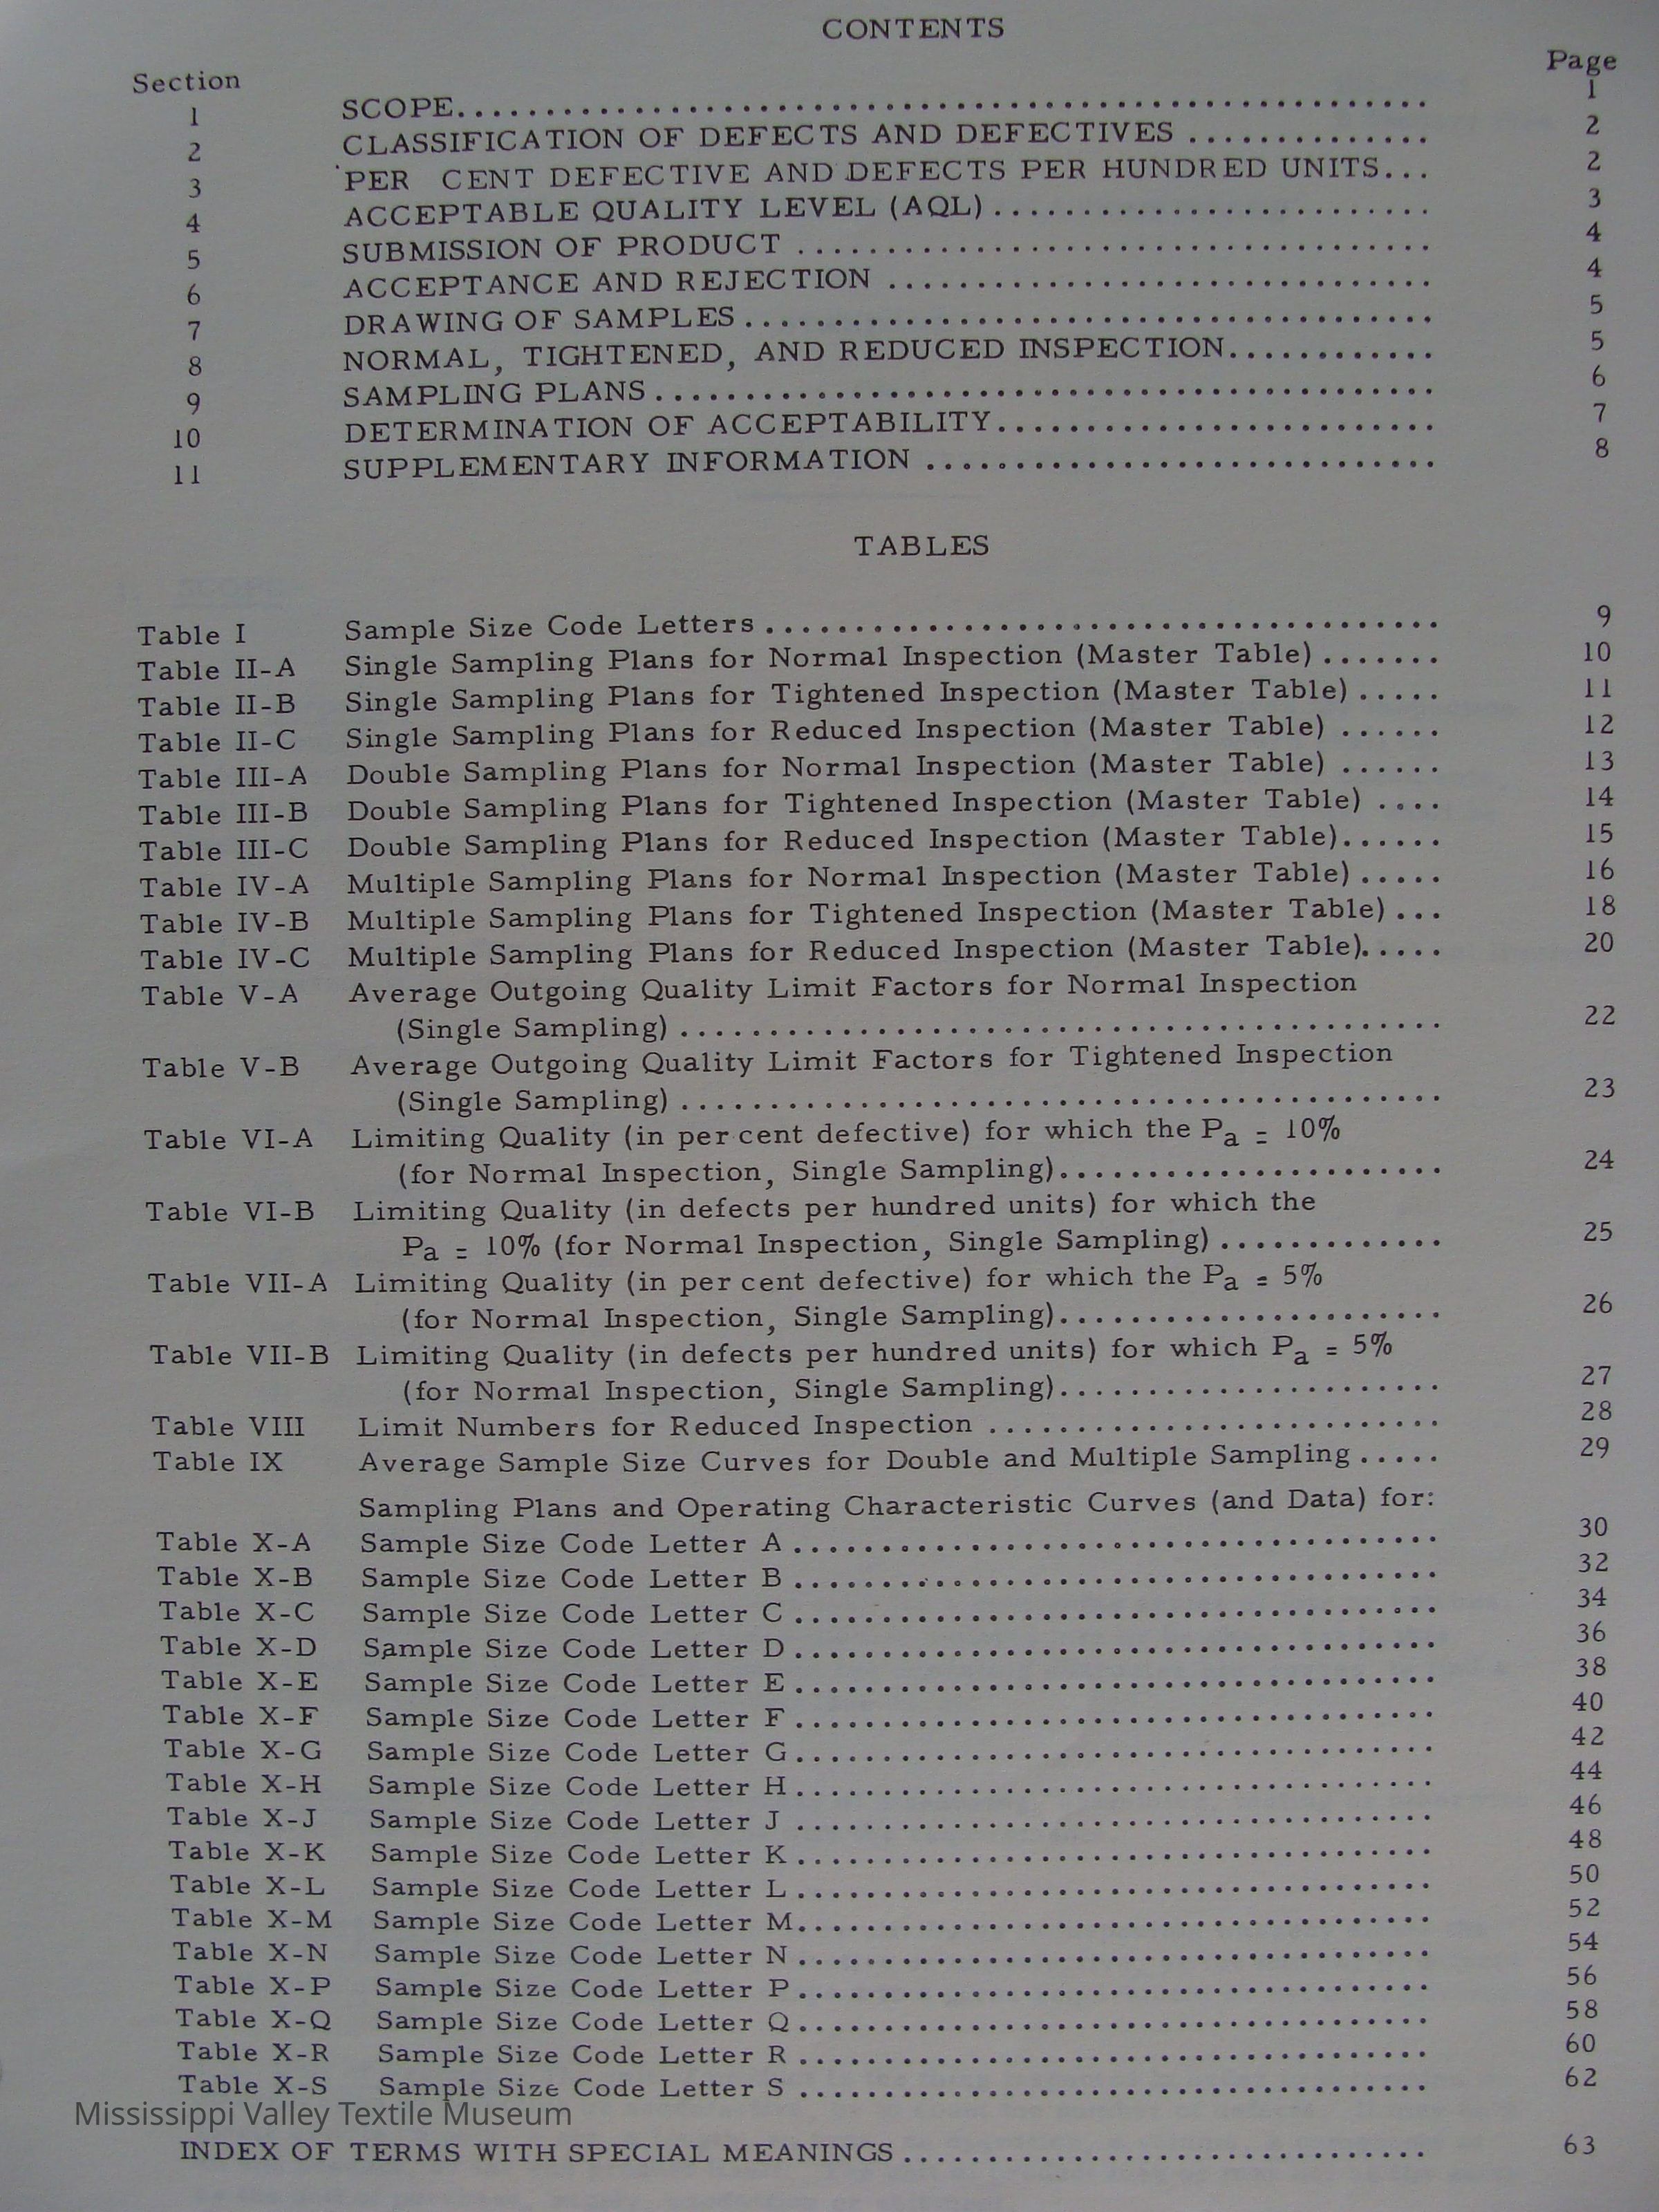 CONTENTS
Section Page
1 SCOPE 1
2 CLASSIFICATION OF DEFECTS AND DEFECTIVES 2
3 PER CENT DEFECTIVE AND DEFECTS PER HUNDRED UNITS 2
4 ACCEPTABLE QUALITY LEVEL (AQL) 3
5 SUBMISSION OF PRODUCT 4
6 ACCEPTANCE AND REJECTION 4
7 DRAWING OF SAMPLES 5
8 NORMAL, TIGHTENED, AND REDUCED INSPECTION 5
9 SAMPLING PLANS 6
10 DETERMINATION OF ACCEPTABILITY 7
11 SUPPLEMENTARY INFORMATION 8
TABLES
Table I Sample Size Code Letters 9
Table II-A Single Sampling Plans for Normal Inspection (Master Table) 10
Table II-B Single Sampling Plans for Tightened Inspection (Master Table) 11
Table II-C Single Sampling Plans for Reduced Inspection (Master Table) 12
Table III-A Double Sampling Plans for Normal Inspection (Master Table) 13
Table III-B Double Sampling Plans for Tightened Inspection (Master Table) 14
Table III-C Double Sampling Plans for Reduced Inspection (Master Table) 15
Table IV-A Multiple Sampling Plans for Normal Inspection (Master Table) 16
Table IV-B Multiple Sampling Plans for Tightened Inspection (Master Table) 18
Table IV-C Multiple Sampling Plans for Reduced Inspection (Master Table) 20
Table V-A Average Outgoing Quality Limit Factors for Normal Inspection
(Single Sampling) 22
Table V-B Average Outgoing Quality Limit Factors for Tightened Inspection
(Single Sampling) 23
Table VI-A Limiting Quality (in per cent defective) for which the Pa = 10%
(for Normal Inspection, Single Sampling) 24
Table VI-B Limiting Quality (in defects per hundred units) for which the
Pa = 10% (for Normal Inspection, Single Sampling) 25
Table VII-A Limiting Quality (in per cent defective) for which the Pa = 5%
(for Normal Inspection, Single Sampling) 26
Table VII-B Limiting Quality (in defects per hundred units) for which Pa = 5%
(for Normal Inspection, Single Sampling) 27
Table VIII Limit Numbers for Reduced Inspection 28
Table IX Average Sample Size Curves for Double and Multiple Sampling 29
Sampling Plans and Operating Characteristic Curves (and Data) for:
Table X-A Sample Size Code Letter A 30
Table X-B Sample Size Code Letter B 32
Table X-C Sample Size Code Letter C 34
Table X-D Sample Size Code Letter D 36
Table X-E Sample Size Code Letter E 38
Table X-F Sample Size Code Letter F 40
Table X-G Sample Size Code Letter G 42
Table X-H Sample Size Code Letter H 44
Table X-J Sample Size Code Letter J 46
Table X-K Sample Size Code Letter K 48
Table X-L Sample Size Code Letter L 50
Table X-M Sample Size Code Letter M 52
Table X-N Sample Size Code Letter N 54
Table X-P Sample Size Code Letter P 56
Table X-Q Sample Size Code Letter Q 58
Table X-R Sample Size Code Letter R 60
Table X-S Sample Size Code Letter S 62
Mississippi Valley Textile Museum
INDEX OF TERMS WITH SPECIAL MEANINGS 63